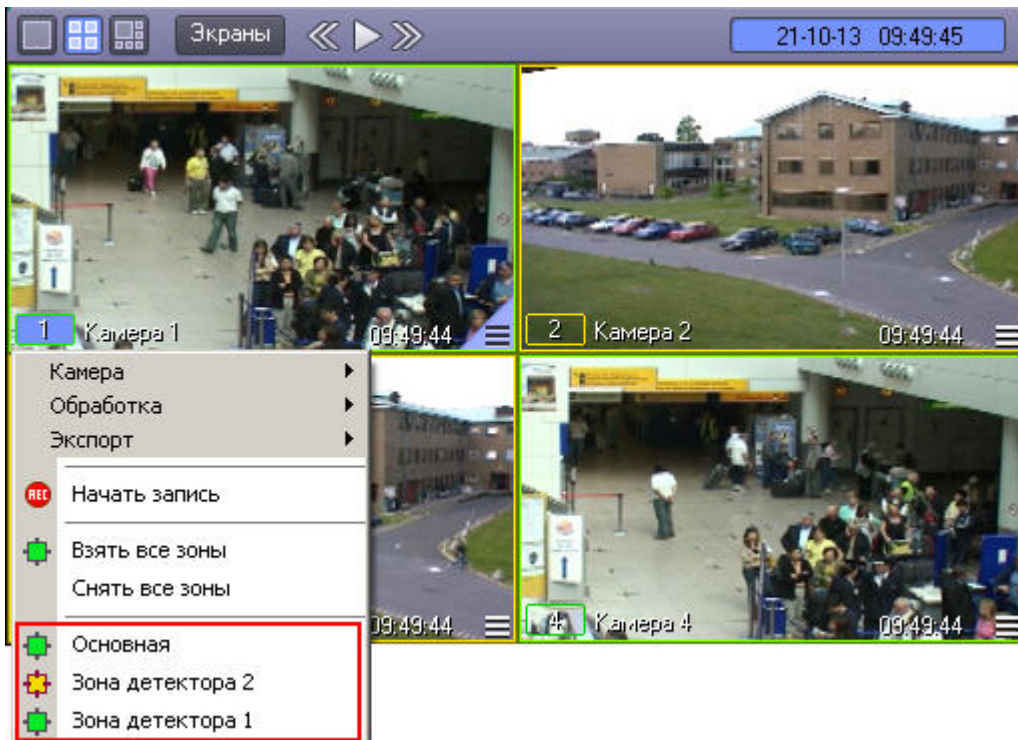 Экраны
21-10-13 09:49:45
1 Камера 1 09:49:44
2 Камера 2 09:49:44
Камера
Обработка
Экспорт
REC Начать запись
Взять все зоны
Снять все зоны
09:49:44
4 Камера 4 09:49:44
Основная
Зона детектора 2
Зона детектора 1